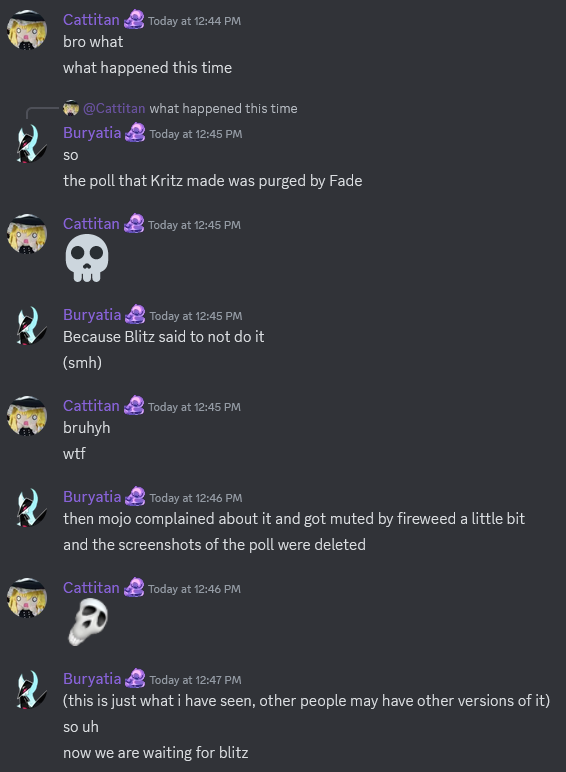 Cattitan Today at 12:44 PM
bro what
what happened this time
@Cattitan what happened this time
Buryatia Today at 12:45 PM
so
the poll that Kritz made was purged by Fade
Cattitan Today at 12:45 PM
Buryatia Today at 12:45 PM
Because Blitz said to not do it
(smh)
Cattitan Today at 12:45 PM
bruhyh
wtf
Buryatia Today at 12:46 PM
then mojo complained about it and got muted by fireweed a little bit
and the screenshots of the poll were deleted
Cattitan Today at 12:46 PM
Buryatia Today at 12:47 PM
(this is just what i have seen, other people may have other versions of it)
so uh
now we are waiting for blitz